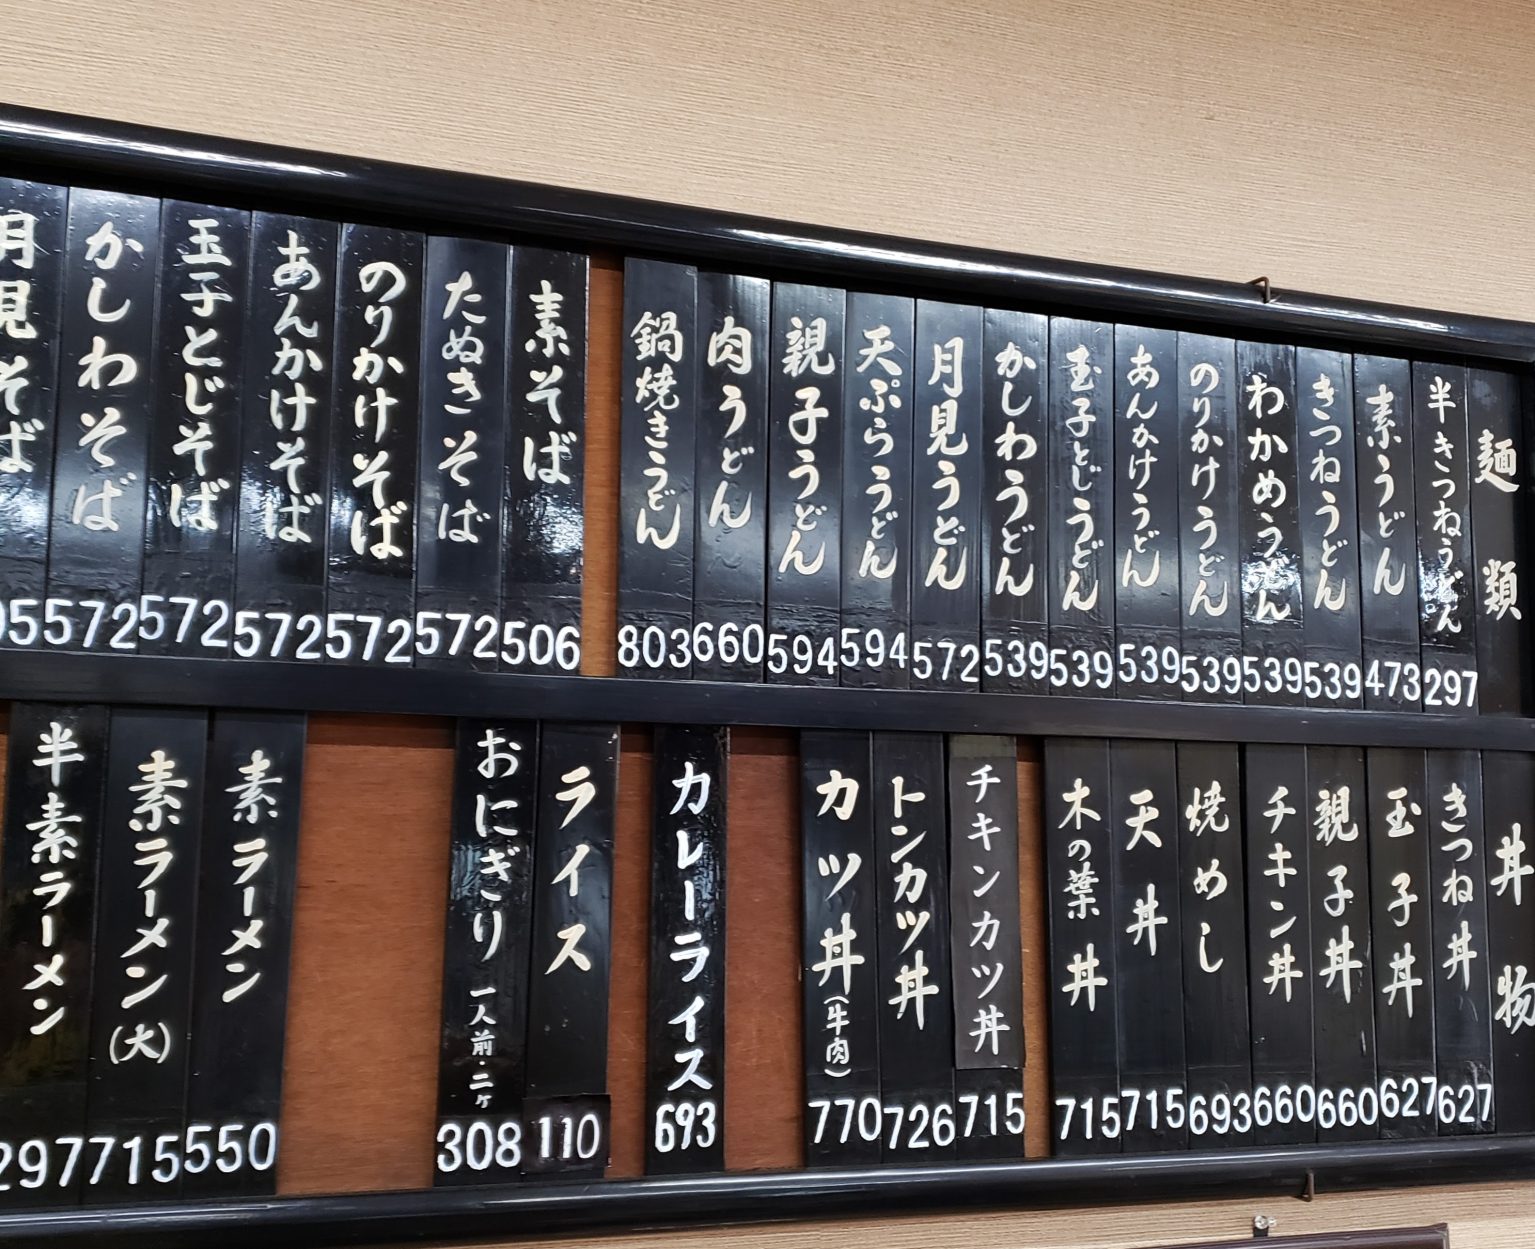 麺類
半きつねうどん 297
素うどん 473
きつねうどん 539
わかめうどん 539
のりかけうどん 539
あんかけうどん 539
玉子とじうどん 539
かしわうどん 539
月見うどん 572
天ぷらうどん 594
親子うどん 594
肉うどん 660
鍋焼きうどん 803
素そば 506
たぬきそば 572
のりかけそば 572
あんかけそば 572
玉子とじそば 572
かしわそば 572
月見そば
丼物
きつね丼 627
玉子丼 627
親子丼 660
チキン丼 660
焼めし 693
天丼 715
木の葉丼 715
チキンカツ丼 715
トンカツ丼 726
カツ丼(牛肉) 770
カレーライス 693
ライス 110
おにぎり 一人前・二ヶ 308
素ラーメン 550
素ラーメン(大) 715
半素ラーメン 297